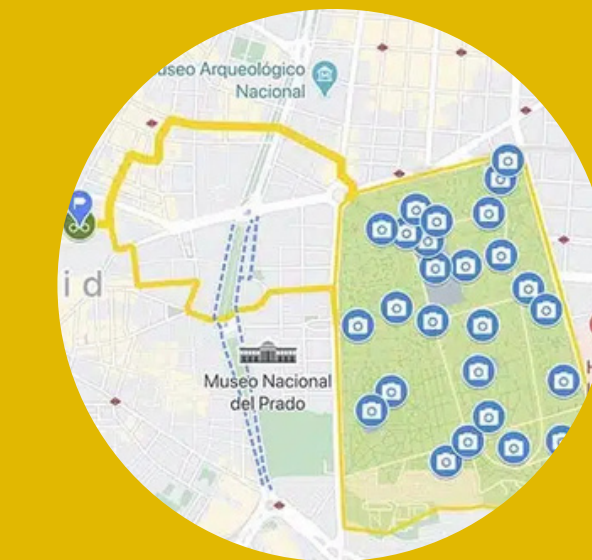 useo Arqueológico
Nacional
P
i d
Museo Nacional
del Prado